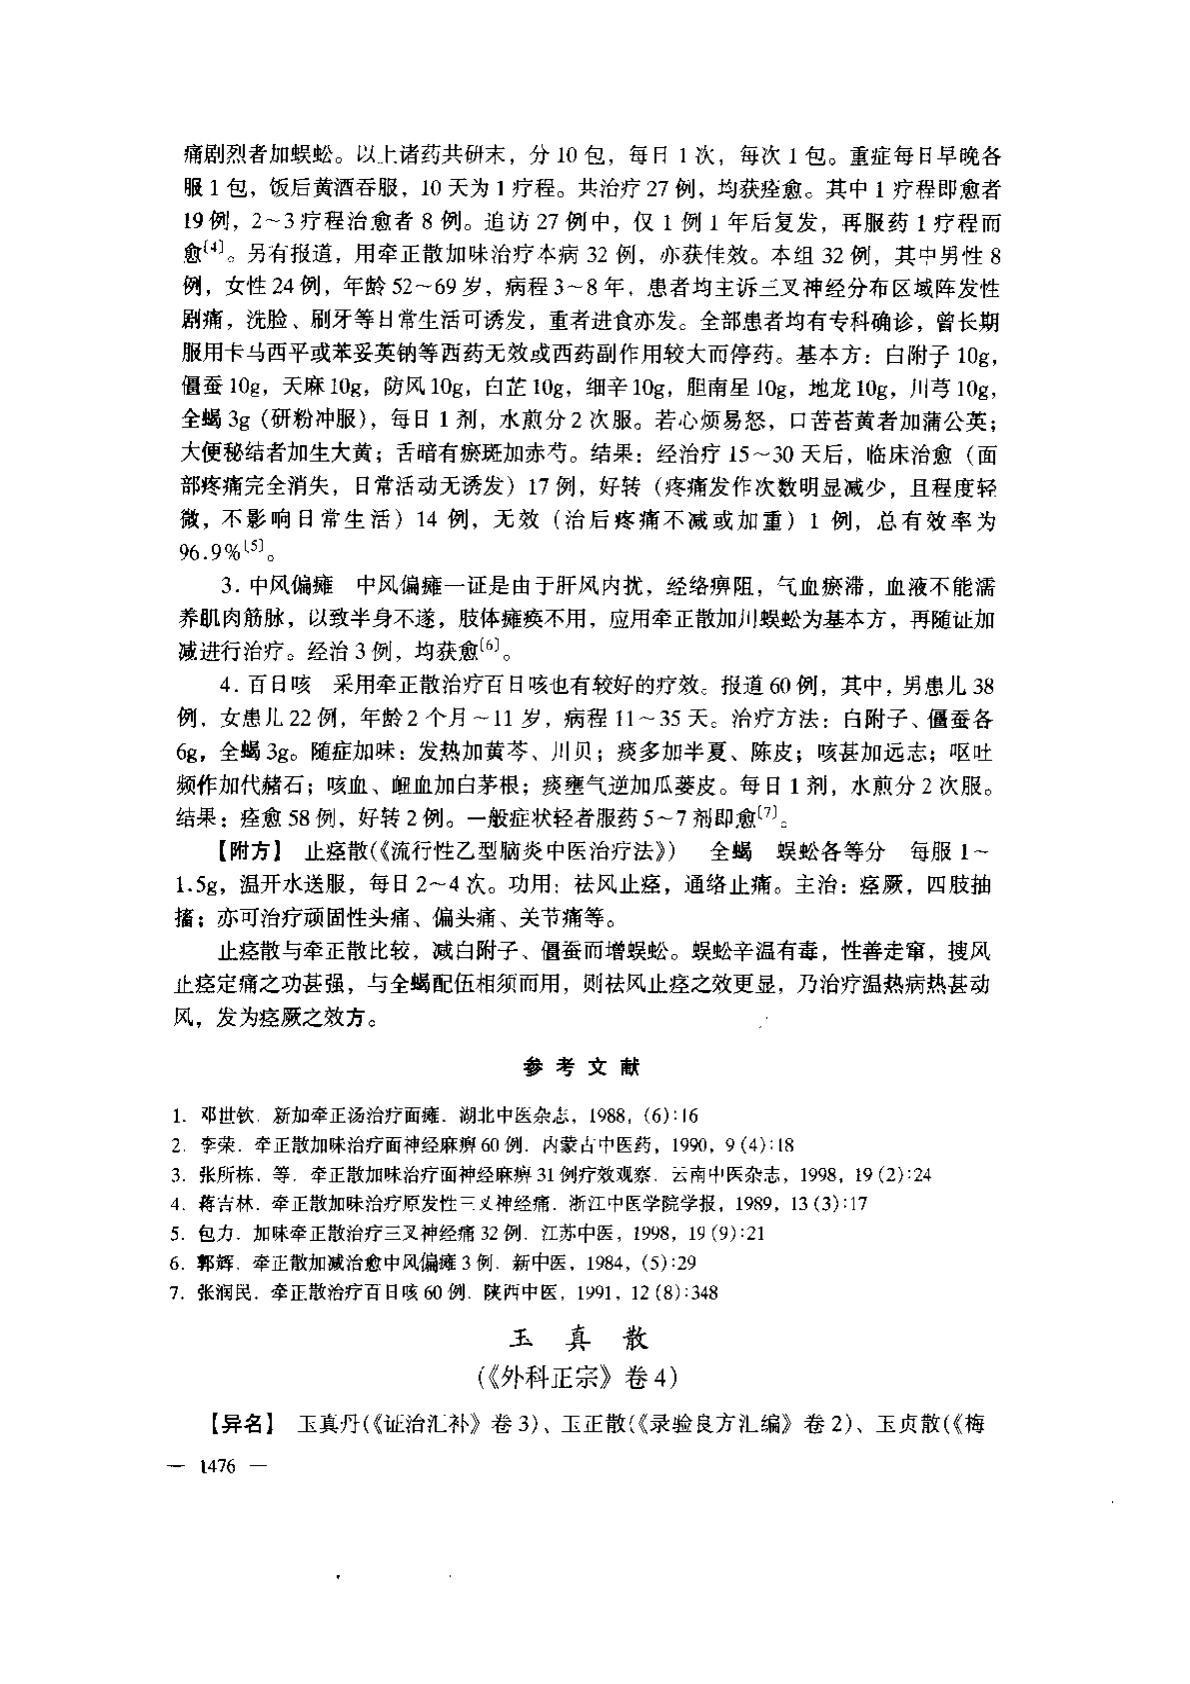 痛剧烈者加蜈蚣。以上诸药共研末，分 10 包，每日 1 次，每次 1 包。重症每日早晚各
服 1 包，饭后黄酒吞服，10 天为 1 疗程。共治疗 27 例，均获痊愈。其中 1 疗程即愈者
19 例，2～3 疗程治愈者 8 例。追访 27 例中，仅 1 例 1 年后复发，再服药 1 疗程而
愈〔4〕。另有报道，用牵正散加味治疗本病 32 例，亦获佳效。本组 32 例，其中男性 8
例，女性 24 例，年龄 52～69 岁，病程 3～8 年，患者均主诉三叉神经分布区域阵发性
剧痛，洗脸、刷牙等日常生活可诱发，重者进食亦发。全部患者均有专科确诊，曾长期
服用卡马西平或苯妥英钠等西药无效或西药副作用较大而停药。基本方：白附子 10g，
僵蚕 10g，天麻 10g，防风 10g，白芷 10g，细辛 10g，胆南星 10g，地龙 10g，川芎 10g，
全蝎 3g（研粉冲服），每日 1 剂，水煎分 2 次服。若心烦易怒，口苦苔黄者加蒲公英；
大便秘结者加生大黄；舌暗有瘀斑加赤芍。结果：经治疗 15～30 天后，临床治愈（面
部疼痛完全消失，日常活动无诱发）17 例，好转（疼痛发作次数明显减少，且程度轻
微，不影响日常生活）14 例，无效（治后疼痛不减或加重）1 例，总有效率为
96.9%〔5〕。
3. 中风偏瘫　中风偏瘫一证是由于肝风内扰，经络痹阻，气血瘀滞，血液不能濡
养肌肉筋脉，以致半身不遂，肢体瘫痪不用，应用牵正散加川蜈蚣为基本方，再随证加
减进行治疗。经治 3 例，均获愈〔6〕。
4. 百日咳　采用牵正散治疗百日咳也有较好的疗效。报道 60 例，其中，男患儿 38
例，女患儿 22 例，年龄 2 个月～11 岁，病程 11～35 天。治疗方法：白附子、僵蚕各
6g，全蝎 3g。随症加味：发热加黄芩、川贝；痰多加半夏、陈皮；咳甚加远志；呕吐
频作加代赭石；咳血、衄血加白茅根；痰壅气逆加瓜蒌皮。每日 1 剂，水煎分 2 次服。
结果：痊愈 58 例，好转 2 例。一般症状轻者服药 5～7 剂即愈〔7〕。
【附方】　止痉散(《流行性乙型脑炎中医治疗法》)　全蝎　蜈蚣各等分　每服 1～
1.5g，温开水送服，每日 2～4 次。功用：祛风止痉，通络止痛。主治：痉厥，四肢抽
搐；亦可治疗顽固性头痛、偏头痛、关节痛等。
止痉散与牵正散比较，减白附子、僵蚕而增蜈蚣。蜈蚣辛温有毒，性善走窜，搜风
止痉定痛之功甚强，与全蝎配伍相须而用，则祛风止痉之效更显，乃治疗温热病热甚动
风，发为痉厥之效方。
参 考 文 献
1. 邓世钦. 新加牵正汤治疗面瘫. 湖北中医杂志，1988，(6):16
2. 李荣. 牵正散加味治疗面神经麻痹 60 例. 内蒙古中医药，1990，9 (4):18
3. 张所栋，等. 牵正散加味治疗面神经麻痹 31 例疗效观察. 云南中医杂志，1998，19 (2):24
4. 蒋吉林. 牵正散加味治疗原发性三叉神经痛. 浙江中医学院学报，1989，13 (3):17
5. 包力. 加味牵正散治疗三叉神经痛 32 例. 江苏中医，1998，19 (9):21
6. 郭辉. 牵正散加减治愈中风偏瘫 3 例. 新中医，1984，(5):29
7. 张润民. 牵正散治疗百日咳 60 例. 陕西中医，1991，12 (8):348
玉 真 散
(《外科正宗》卷 4)
【异名】　玉真丹(《证治汇补》卷 3)、玉正散(《录验良方汇编》卷 2)、玉贞散(《梅
— 1476 —